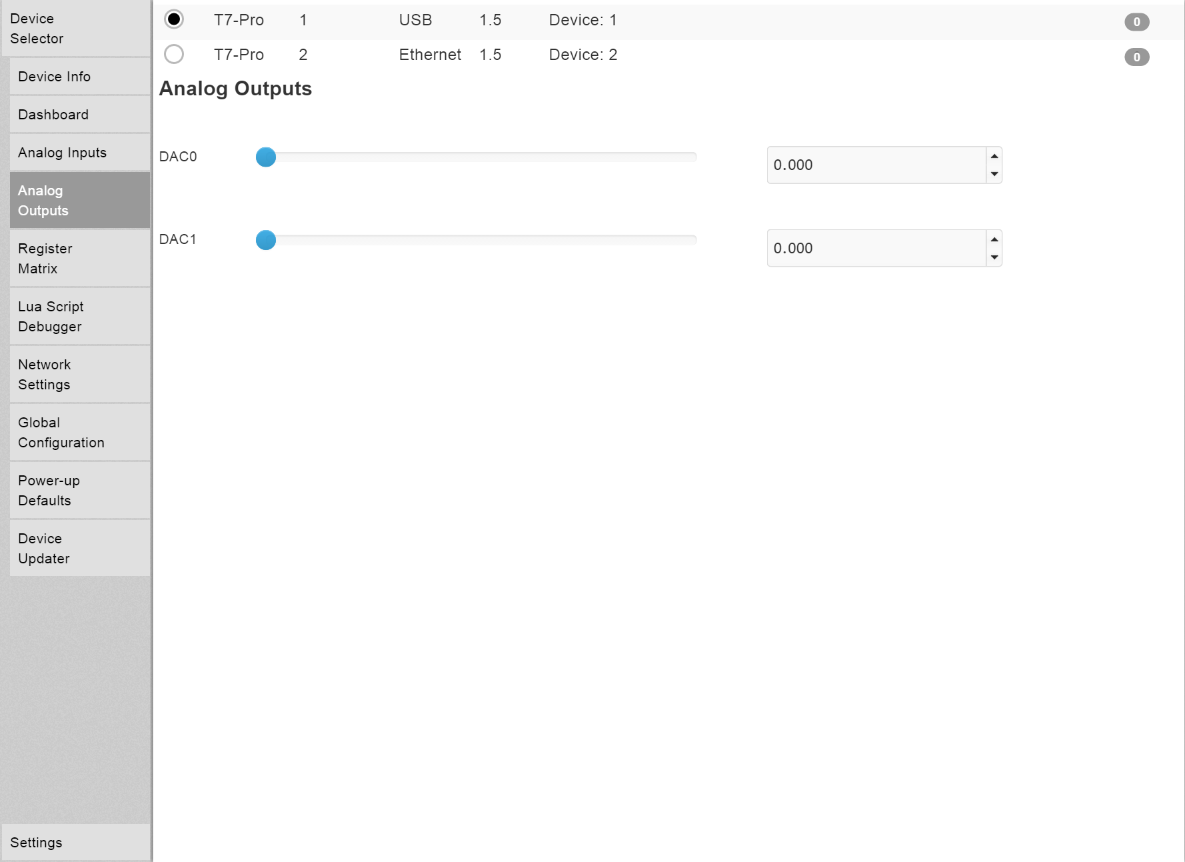 Device
Selector
Device Info
Dashboard
Analog Inputs
Analog
Outputs
Register
Matrix
Lua Script
Debugger
Network
Settings
Global
Configuration
Power-up
Defaults
Device
Updater
Settings
T7-Pro 1 USB 1.5 Device: 1 0
T7-Pro 2 Ethernet 1.5 Device: 2 0
Analog Outputs
DAC0 0.000
DAC1 0.000